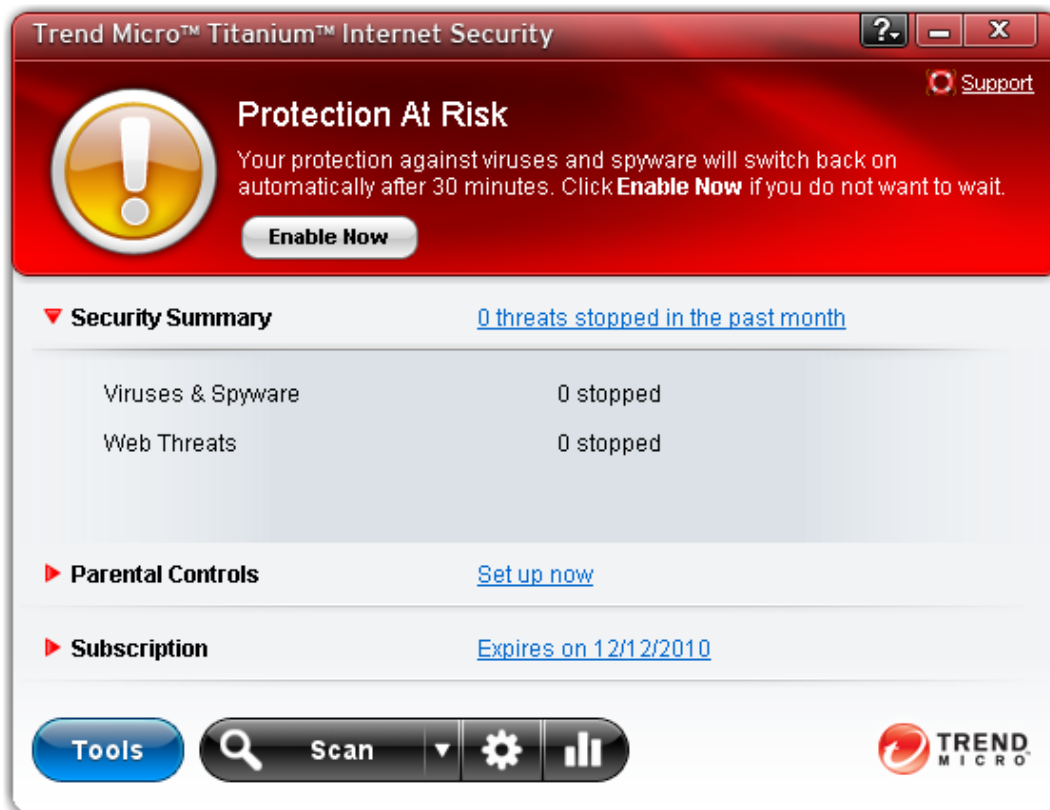 Trend Micro™ Titanium™ Internet Security
?
Support
Protection At Risk
Your protection against viruses and spyware will switch back on
automatically after 30 minutes. Click Enable Now if you do not want to wait.
Enable Now
Security Summary 0 threats stopped in the past month
Viruses & Spyware 0 stopped
Web Threats 0 stopped
Parental Controls Set up now
Subscription Expires on 12/12/2010
Tools Scan
TREND
MICRO